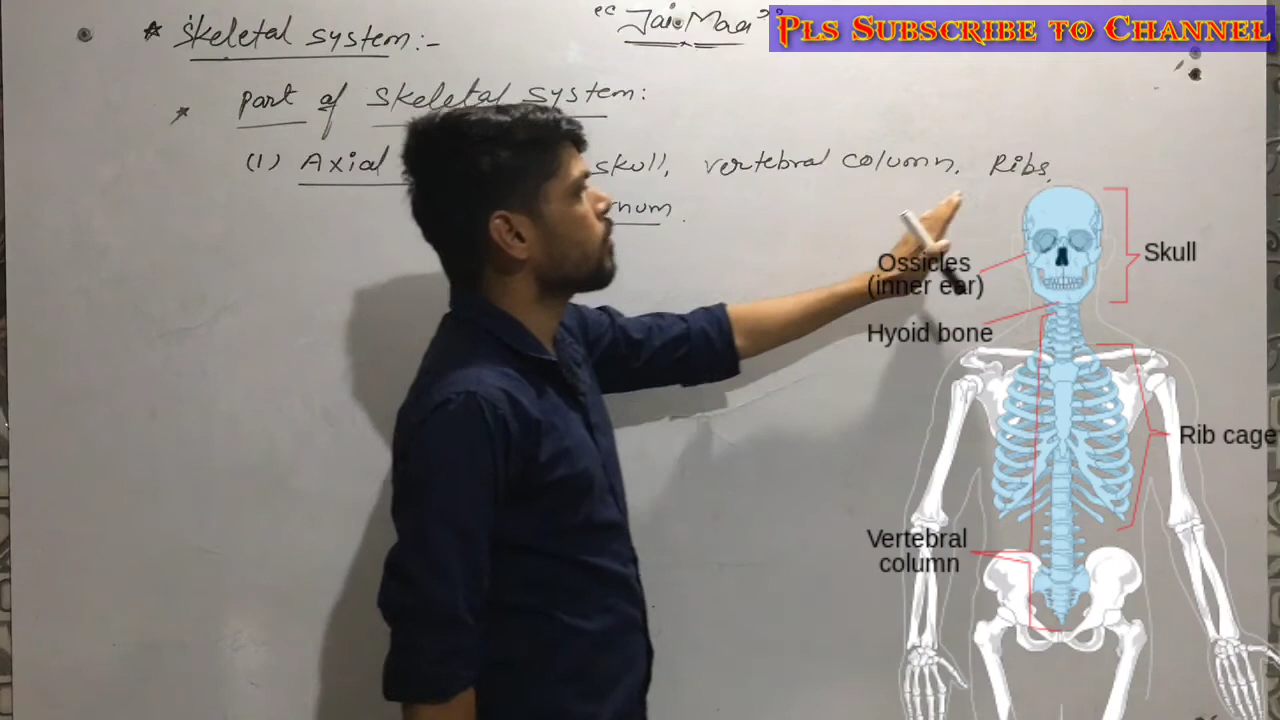 * Skeletal system:-
"Jai Maa"
Pls Subscribe to Channel
* Part of Skeletal system:
(1) Axial skull, vertebral column, Ribs,
Skull
Ossicles
(inner ear)
Hyoid bone
Rib cage
Vertebral
column